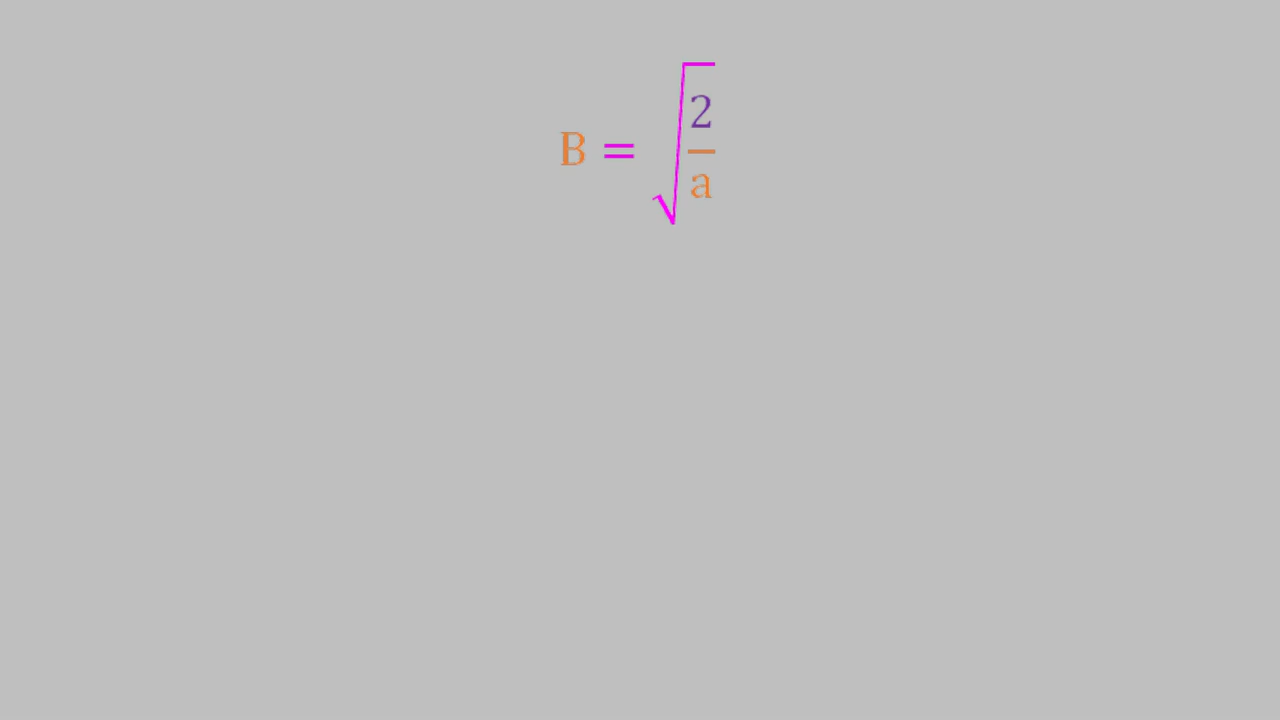 B = √(2/a)